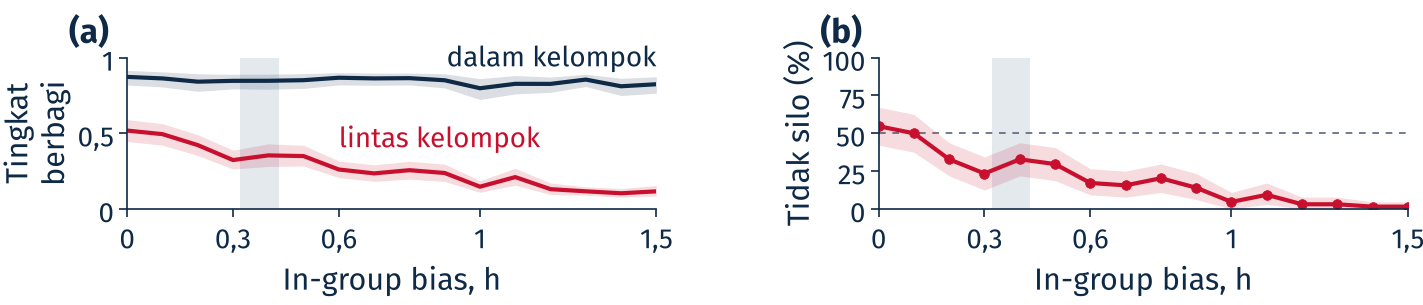 (a)
Tingkat
berbagi
1
0,5
0
dalam kelompok
lintas kelompok
0
0,3
0,6
1
1,5
In-group bias, h
(b)
Tidak silo (%)
100
75
50
25
0
0
0,3
0,6
1
1,5
In-group bias, h